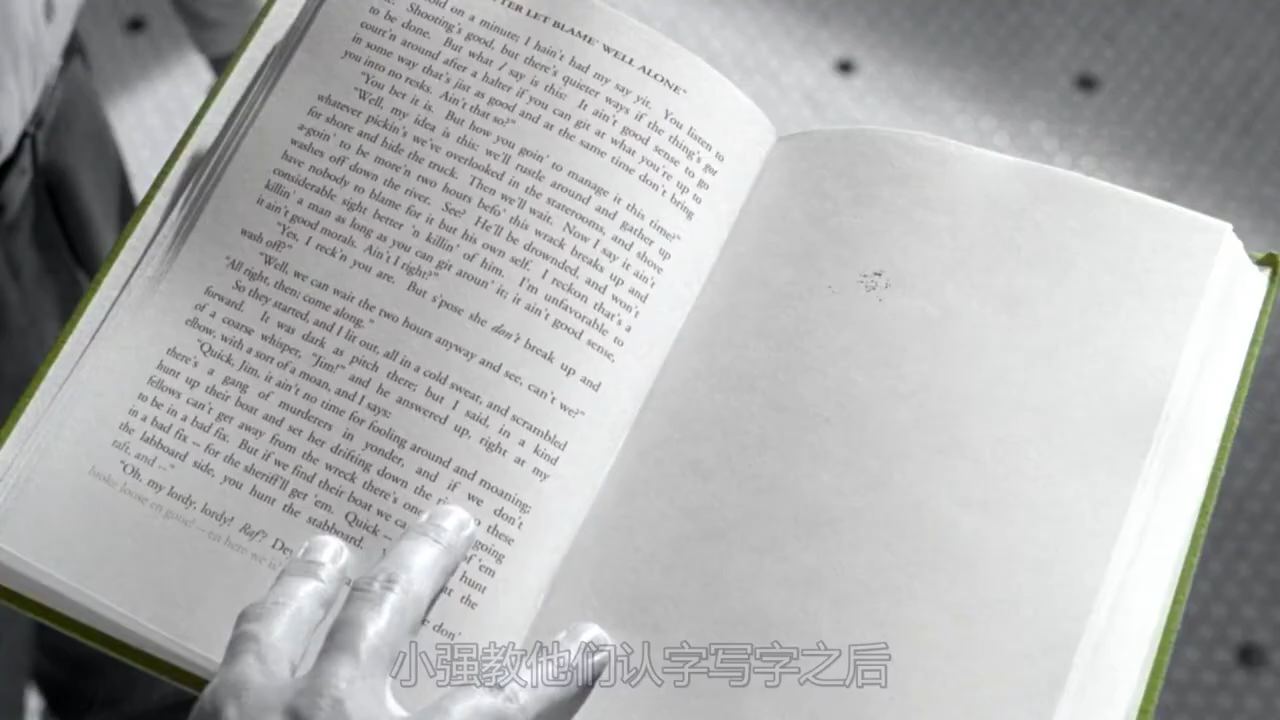 TER LET BLAME' WELL ALONE"
old on a minute; I hain't had my say yit. You listen to
Shooting's good, but there's quieter ways if the thing's got
to be done. But what I say is this: It ain't good sense to go
court'n around after a halter if you can git at what you're up to
in some way that's jist as good and at the same time don't bring
you into no resks. Ain't that so?"
"You bet it is. But how you goin' to manage it this time?"
"Well, my idea is this: we'll rustle around and gather up
whatever pickin's we've overlooked in the staterooms, and shove
for shore and hide the truck. Then we'll wait. Now I say it ain't
a-goin' to be more'n two hours befo' this wrack breaks up and
washes off down the river. See? He'll be drownded, and won't
have nobody to blame for it but his own self. I reckon that's a
considerable sight better 'n killin' of him. I'm unfavorable to
killin' a man as long as you can git aroun' it; it ain't good sense,
it ain't good morals. Ain't I right?"
"Yes, I reck'n you are. But s'pose she don't break up and
wash off?"
"Well, we can wait the two hours anyway and see, can't we?"
"All right, then; come along."
So they started, and I lit out, all in a cold sweat, and scrambled
forward. It was dark as pitch there; but I said, in a kind
of a coarse whisper, "Jim!" and he answered up, right at my
elbow, with a sort of a moan, and I says:
"Quick, Jim, it ain't no time for fooling around and moaning;
there's a gang of murderers in yonder, and if we don't
hunt up their boat and set her drifting down the r o these
fellows can't get away from the wreck there's one going
to be in a bad fix. But if we find their boat we ca of 'em
in a bad fix -- for the sheriff'll get 'em. Quick -- hunt
the labboard side, you hunt the stabboard. at the
raft, and --"
"Oh, my lordy, lordy! Raf'? Dey e don'
小强教他们认字写字之后